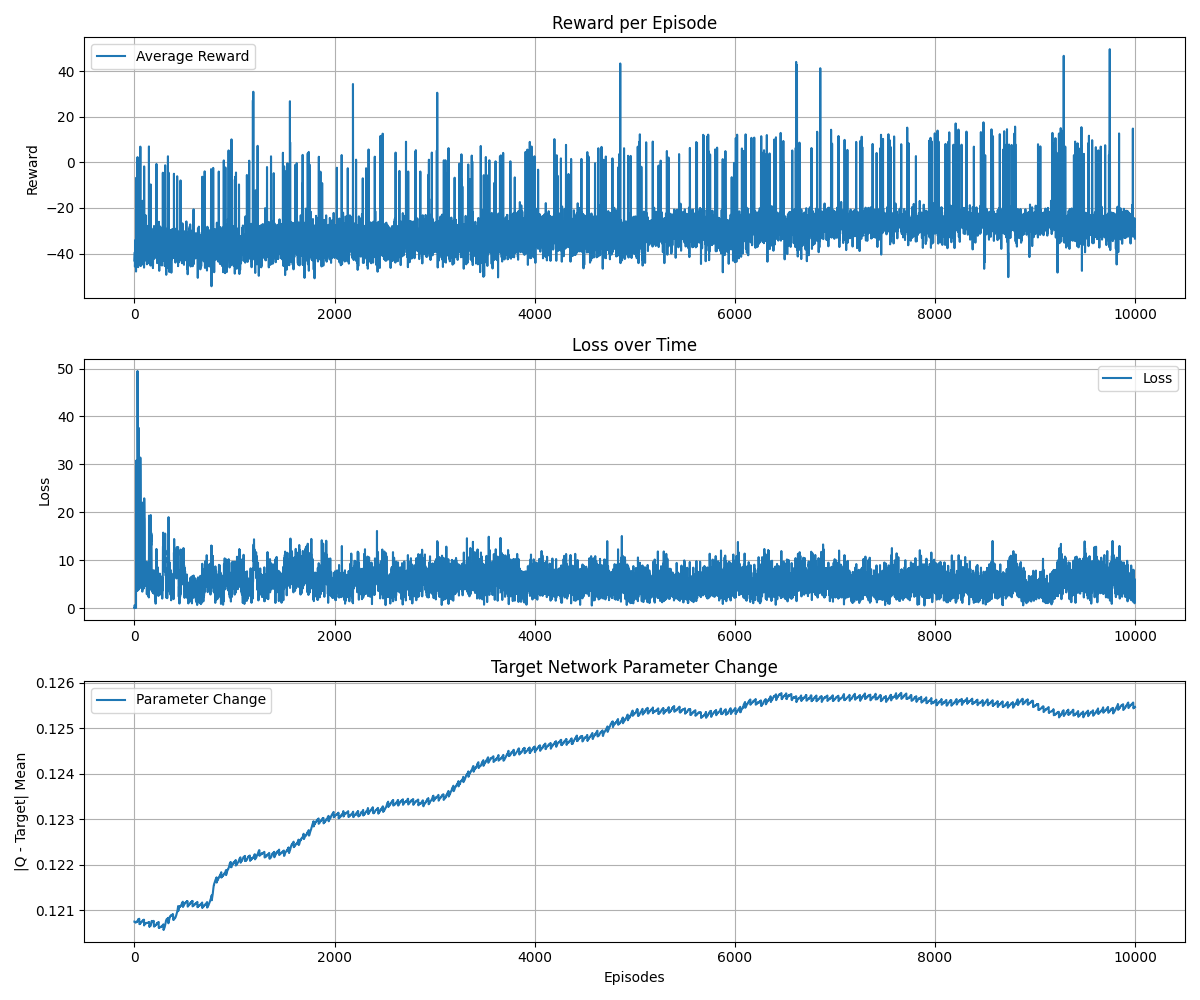 Reward per Episode
Average Reward
Reward
40
20
0
−20
−40
0 2000 4000 6000 8000 10000
Loss over Time
Loss
Loss
50
40
30
20
10
0
0 2000 4000 6000 8000 10000
Target Network Parameter Change
Parameter Change
|Q - Target| Mean
0.126
0.125
0.124
0.123
0.122
0.121
0 2000 4000 6000 8000 10000
Episodes